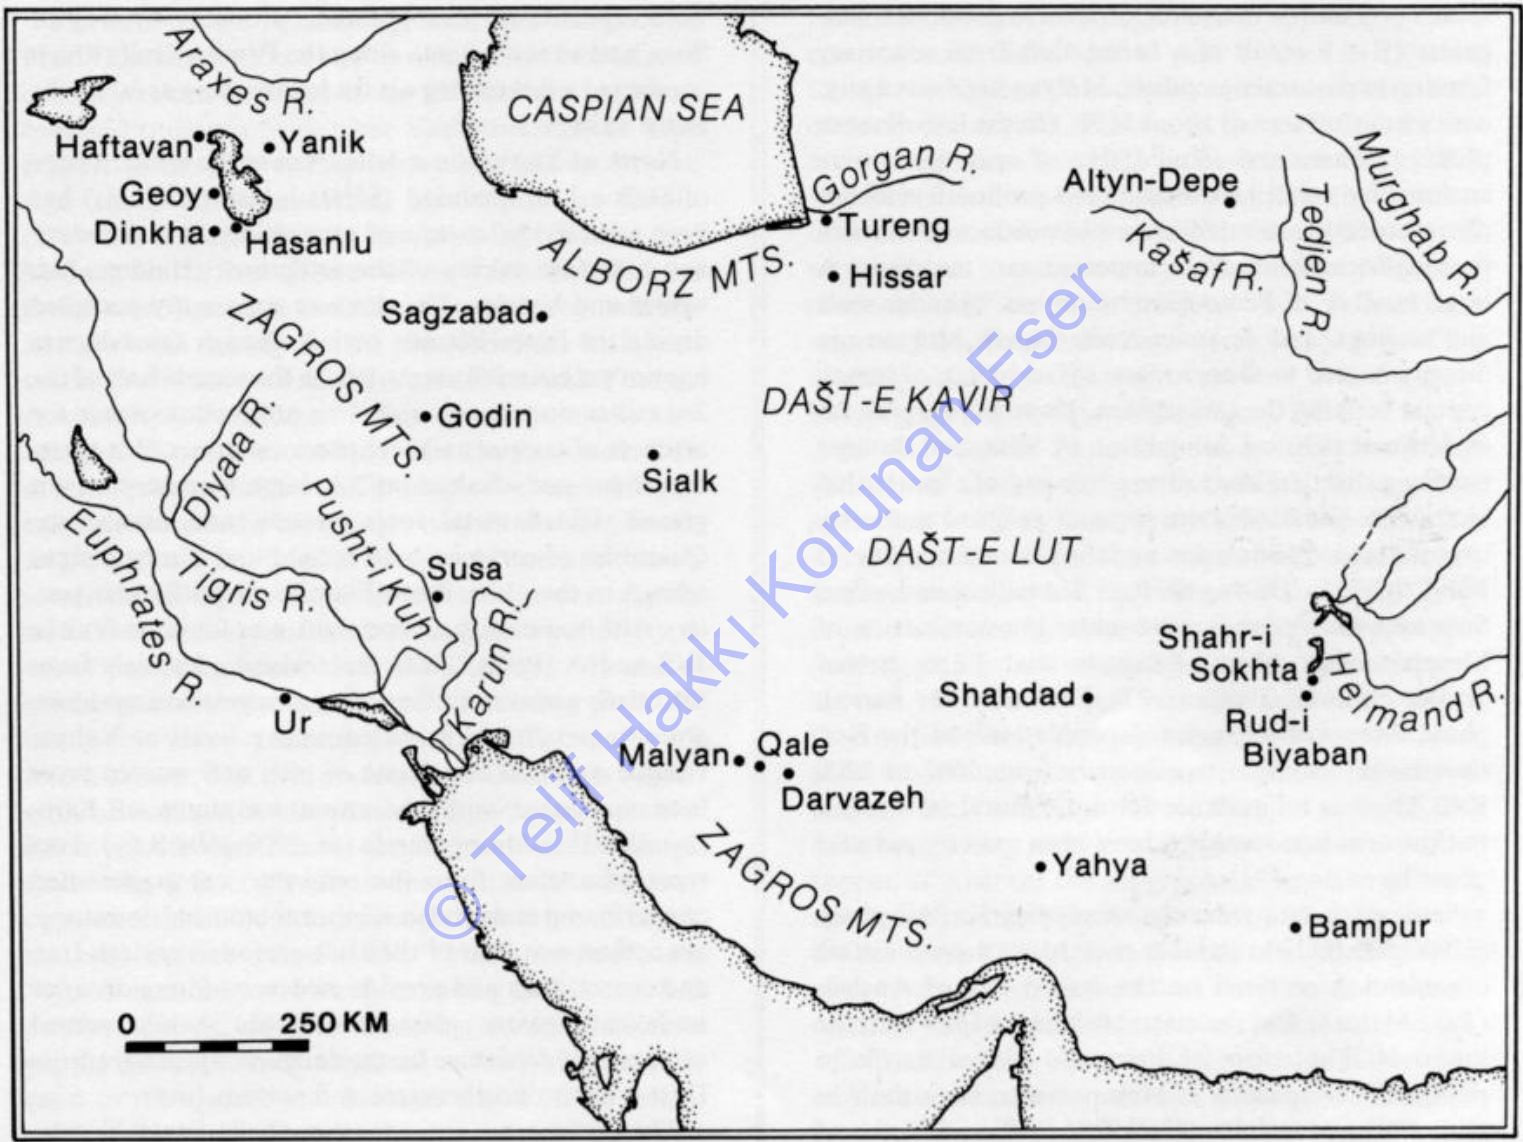 Araxes R.
CASPIAN SEA
Haftavan
Yanik
Geoy
Dinkha
Hasanlu
Gorgan R.
Tureng
Hissar
ALBORZ MTS.
Altyn-Depe
Kašaf R.
Tedjen R.
Murghab R.
Sagzabad
ZAGROS MTS
Godin
Diyala R.
DAŠT-E KAVIR
Sialk
Pusht-i Kuh
Euphrates R.
Tigris R.
Susa
Karun R.
DAŠT-E LUT
Ur
Shahr-i
Sokhta
Rud-i
Biyaban
Hermand R.
Shahdad
Malyan
Qale
Darvazeh
ZAGROS MTS.
Yahya
Bampur
0 250 KM
© Telif Hakkı Korunan Eser